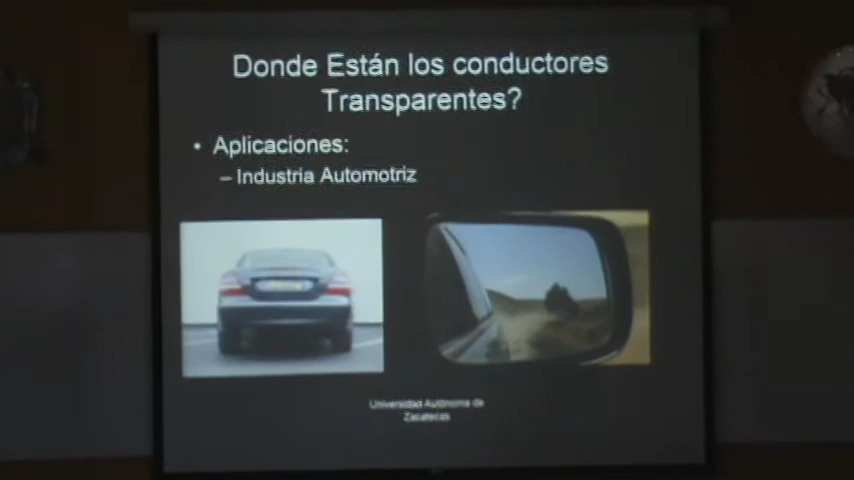 Donde Están los conductores
Transparentes?
• Aplicaciones:
– Industria Automotriz
Universidad Autónoma de
Zacatecas